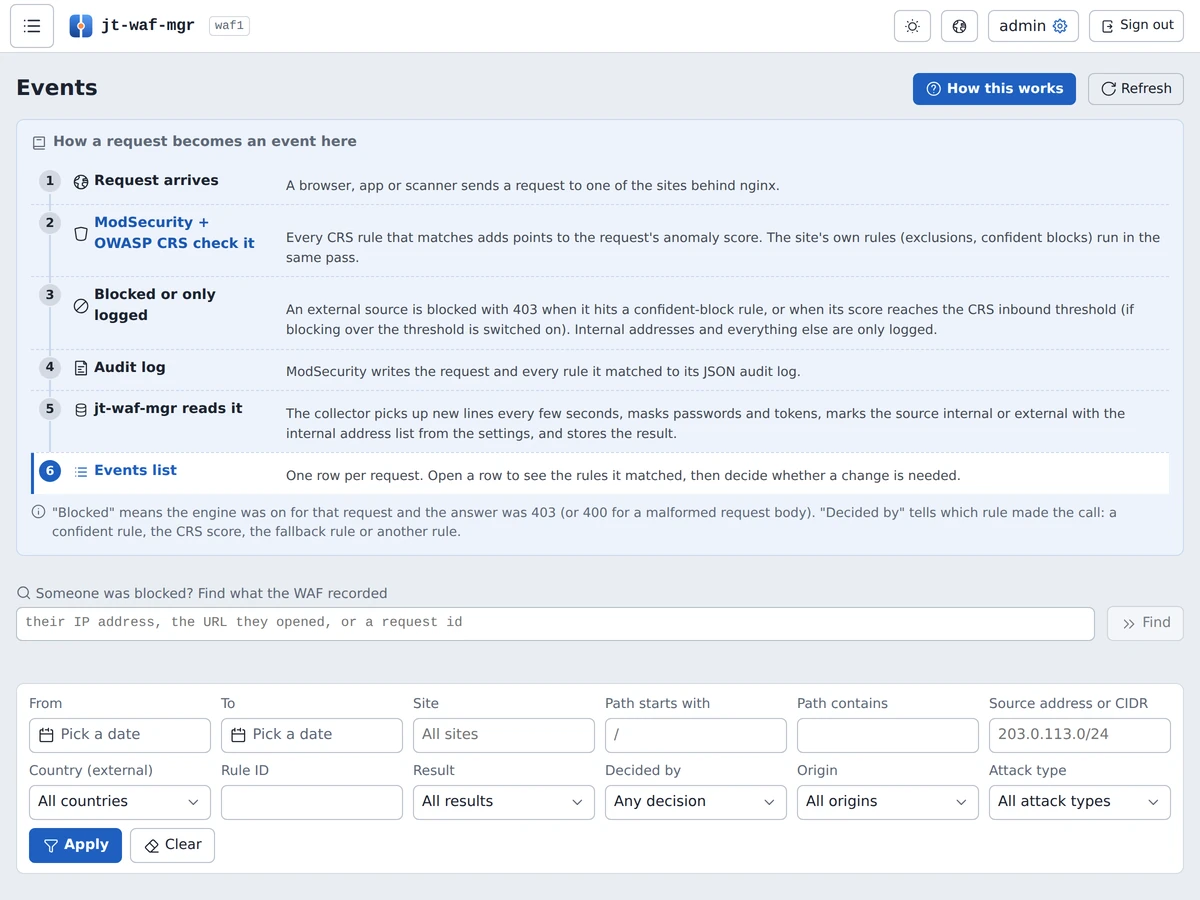 jt-waf-mgr waf1 admin Sign out
Events How this works Refresh
How a request becomes an event here
1 Request arrives A browser, app or scanner sends a request to one of the sites behind nginx.
2 ModSecurity +
OWASP CRS check it
Every CRS rule that matches adds points to the request's anomaly score. The site's own rules (exclusions, confident blocks) run in the
same pass.
3 Blocked or only
logged
An external source is blocked with 403 when it hits a confident-block rule, or when its score reaches the CRS inbound threshold (if
blocking over the threshold is switched on). Internal addresses and everything else are only logged.
4 Audit log ModSecurity writes the request and every rule it matched to its JSON audit log.
5 jt-waf-mgr reads it
The collector picks up new lines every few seconds, masks passwords and tokens, marks the source internal or external with the
internal address list from the settings, and stores the result.
6 Events list One row per request. Open a row to see the rules it matched, then decide whether a change is needed.
"Blocked" means the engine was on for that request and the answer was 403 (or 400 for a malformed request body). "Decided by" tells which rule made the call: a
confident rule, the CRS score, the fallback rule or another rule.
Someone was blocked? Find what the WAF recorded
their IP address, the URL they opened, or a request id Find
From To Site Path starts with Path contains Source address or CIDR
Pick a date Pick a date All sites / 203.0.113.0/24
Country (external) Rule ID Result Decided by Origin Attack type
All countries All results Any decision All origins All attack types
Apply Clear